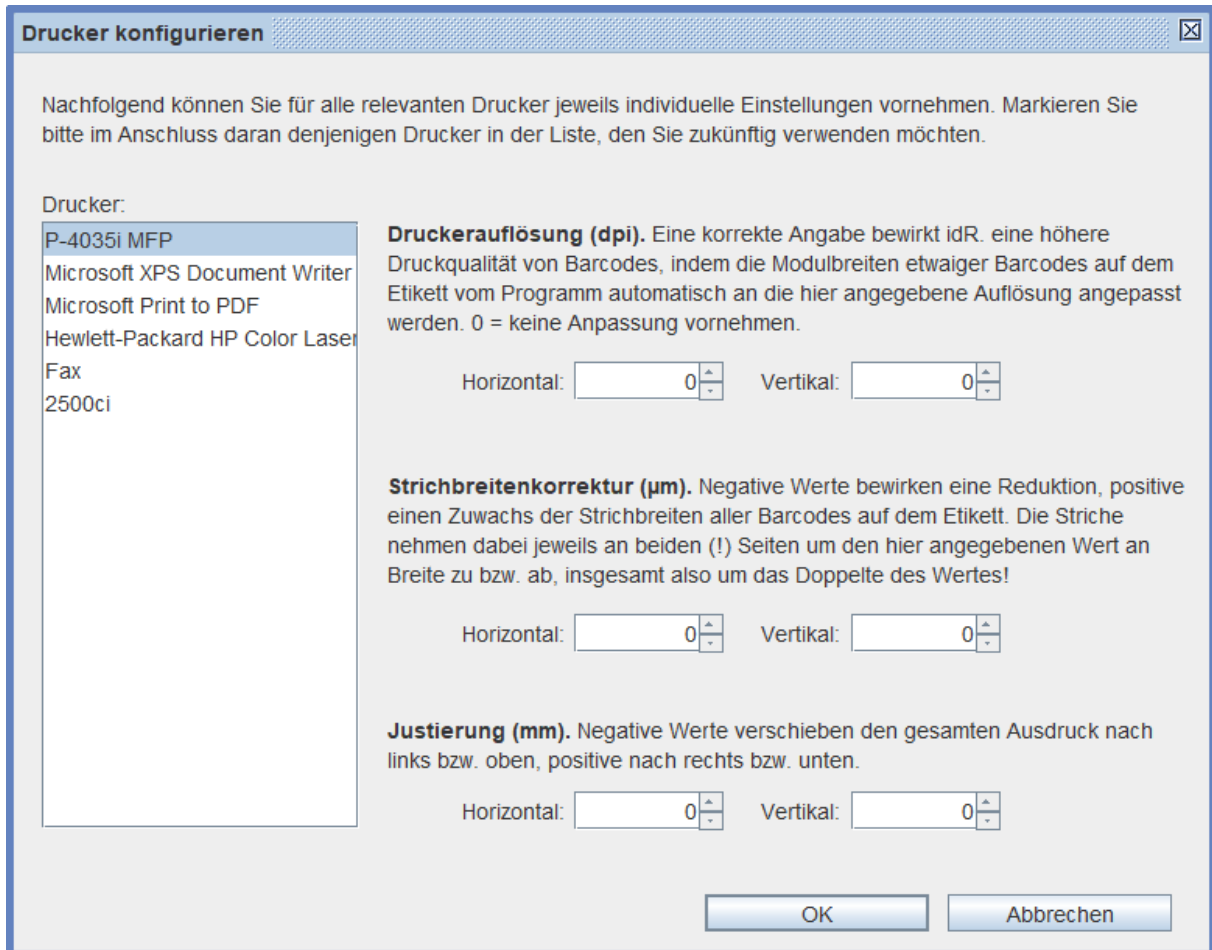 Drucker konfigurieren
Nachfolgend können Sie für alle relevanten Drucker jeweils individuelle Einstellungen vornehmen. Markieren Sie
bitte im Anschluss daran denjenigen Drucker in der Liste, den Sie zukünftig verwenden möchten.
Drucker:
P-4035i MFP
Microsoft XPS Document Writer
Microsoft Print to PDF
Hewlett-Packard HP Color Laser
Fax
2500ci
Druckerauflösung (dpi). Eine korrekte Angabe bewirkt idR. eine höhere
Druckqualität von Barcodes, indem die Modulbreiten etwaiger Barcodes auf dem
Etikett vom Programm automatisch an die hier angegebene Auflösung angepasst
werden. 0 = keine Anpassung vornehmen.
Horizontal: 0 Vertikal: 0
Strichbreitenkorrektur (µm). Negative Werte bewirken eine Reduktion, positive
einen Zuwachs der Strichbreiten aller Barcodes auf dem Etikett. Die Striche
nehmen dabei jeweils an beiden (!) Seiten um den hier angegebenen Wert an
Breite zu bzw. ab, insgesamt also um das Doppelte des Wertes!
Horizontal: 0 Vertikal: 0
Justierung (mm). Negative Werte verschieben den gesamten Ausdruck nach
links bzw. oben, positive nach rechts bzw. unten.
Horizontal: 0 Vertikal: 0
OK Abbrechen